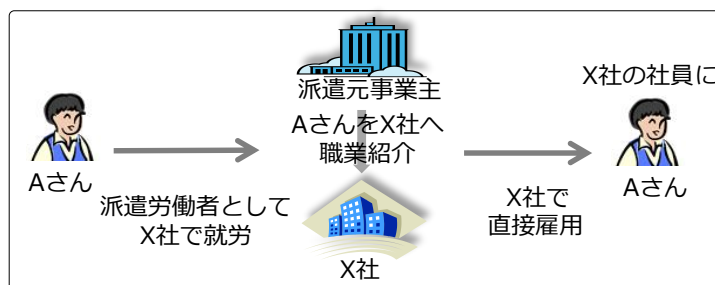 派遣元事業主
X社の社員に
AさんをX社へ
職業紹介
Aさん
Aさん
派遣労働者として
X社で就労
X社で
直接雇用
X社